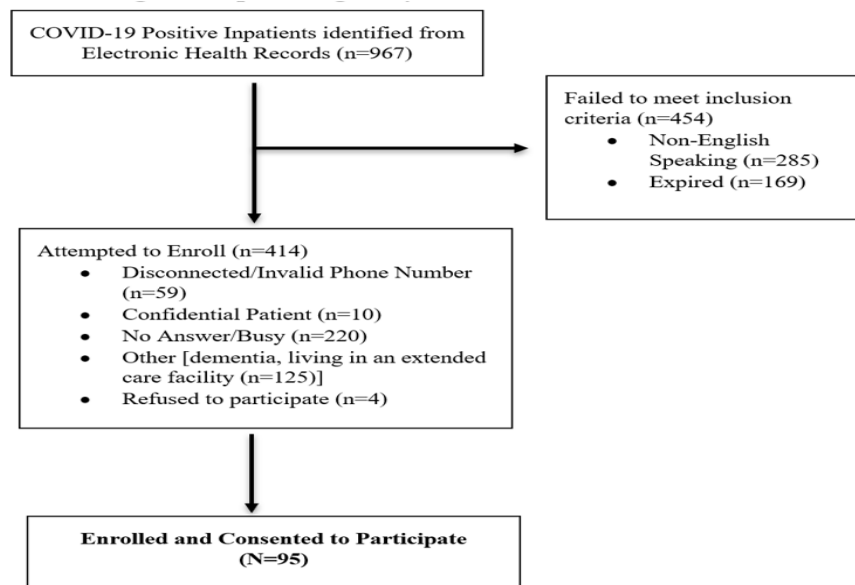 COVID-19 Positive Inpatients identified from
Electronic Health Records (n=967)
Failed to meet inclusion
criteria (n=454)
• Non-English
Speaking (n=285)
• Expired (n=169)
Attempted to Enroll (n=414)
• Disconnected/Invalid Phone Number
(n=59)
• Confidential Patient (n=10)
• No Answer/Busy (n=220)
• Other [dementia, living in an extended
care facility (n=125)]
• Refused to participate (n=4)
Enrolled and Consented to Participate
(N=95)